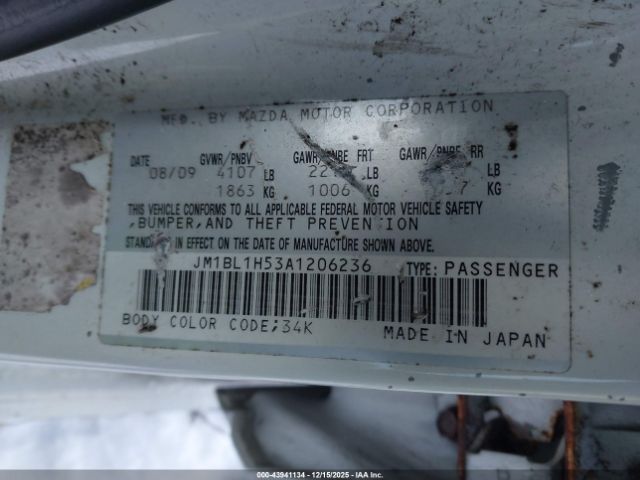 MFD. BY MAZDA MOTOR CORPORATION
DATE GVWR/PNBV GAWR/PNBE FRT GAWR/PNBE RR
08/09 4107 LB LB LB
1863 KG 1006 KG KG
THIS VEHICLE CONFORMS TO ALL APPLICABLE FEDERAL MOTOR VEHICLE SAFETY
,BUMPER,AND THEFT PREVENTION
STANDARDS IN EFFECT ON THE DATE OF MANUFACTURE SHOWN ABOVE.
JM1BL1H53A1206236 TYPE: PASSENGER
BODY COLOR CODE;34K MADE IN JAPAN
000-43941134 - 12/15/2025 - IAA Inc.